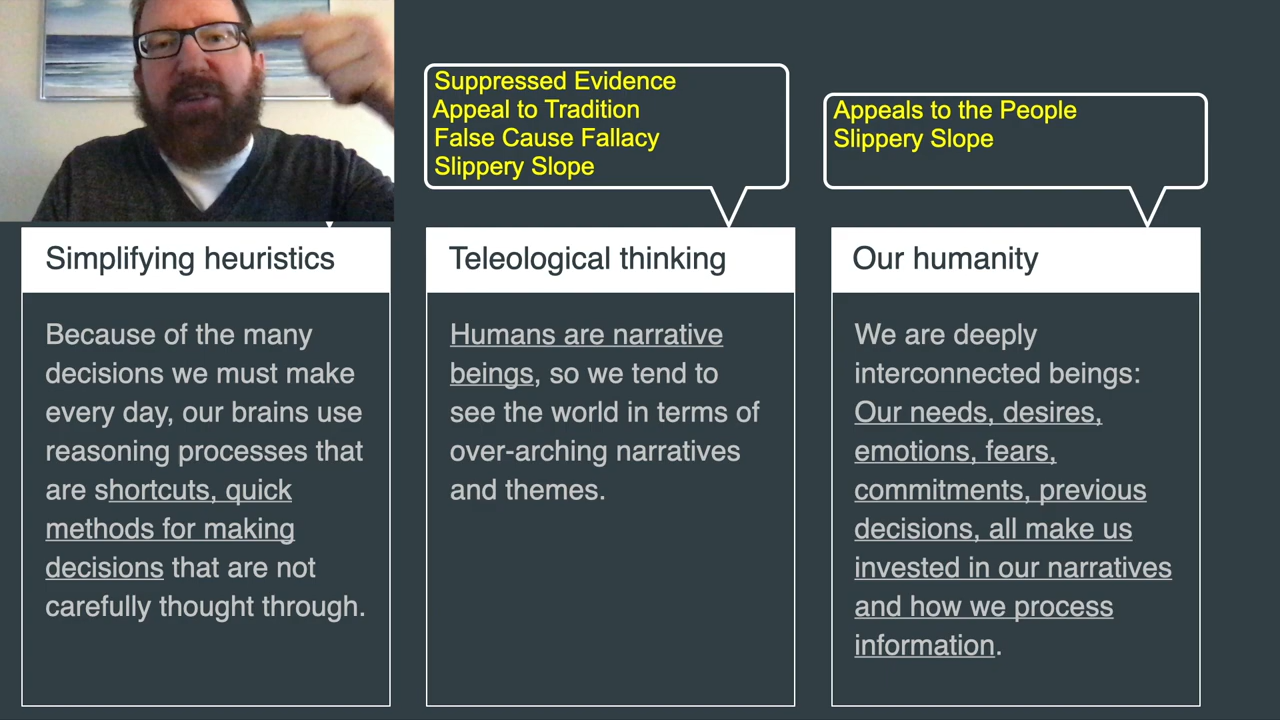 Suppressed Evidence
Appeal to Tradition
False Cause Fallacy
Slippery Slope
Appeals to the People
Slippery Slope
Simplifying heuristics
Because of the many
decisions we must make
every day, our brains use
reasoning processes that
are shortcuts, quick
methods for making
decisions that are not
carefully thought through.
Teleological thinking
Humans are narrative
beings, so we tend to
see the world in terms of
over-arching narratives
and themes.
Our humanity
We are deeply
interconnected beings:
Our needs, desires,
emotions, fears,
commitments, previous
decisions, all make us
invested in our narratives
and how we process
information.